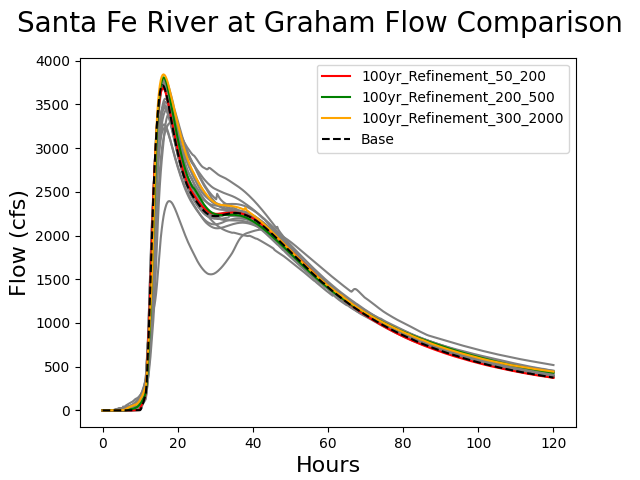 Santa Fe River at Graham Flow Comparison
100yr_Refinement_50_200
100yr_Refinement_200_500
100yr_Refinement_300_2000
Base
Flow (cfs)
4000
3500
3000
2500
2000
1500
1000
500
0
0 20 40 60 80 100 120
Hours